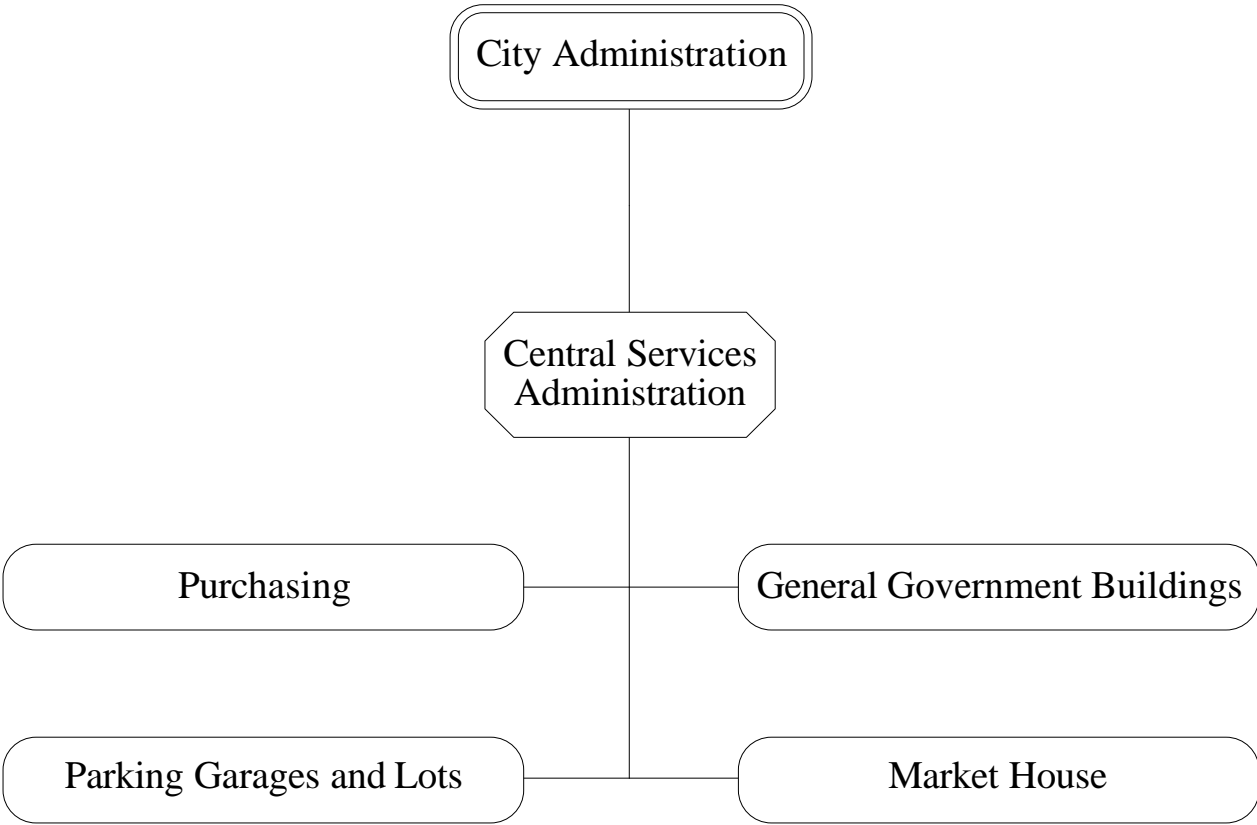 City Administration
Central Services
Administration
Purchasing
General Government Buildings
Parking Garages and Lots
Market House